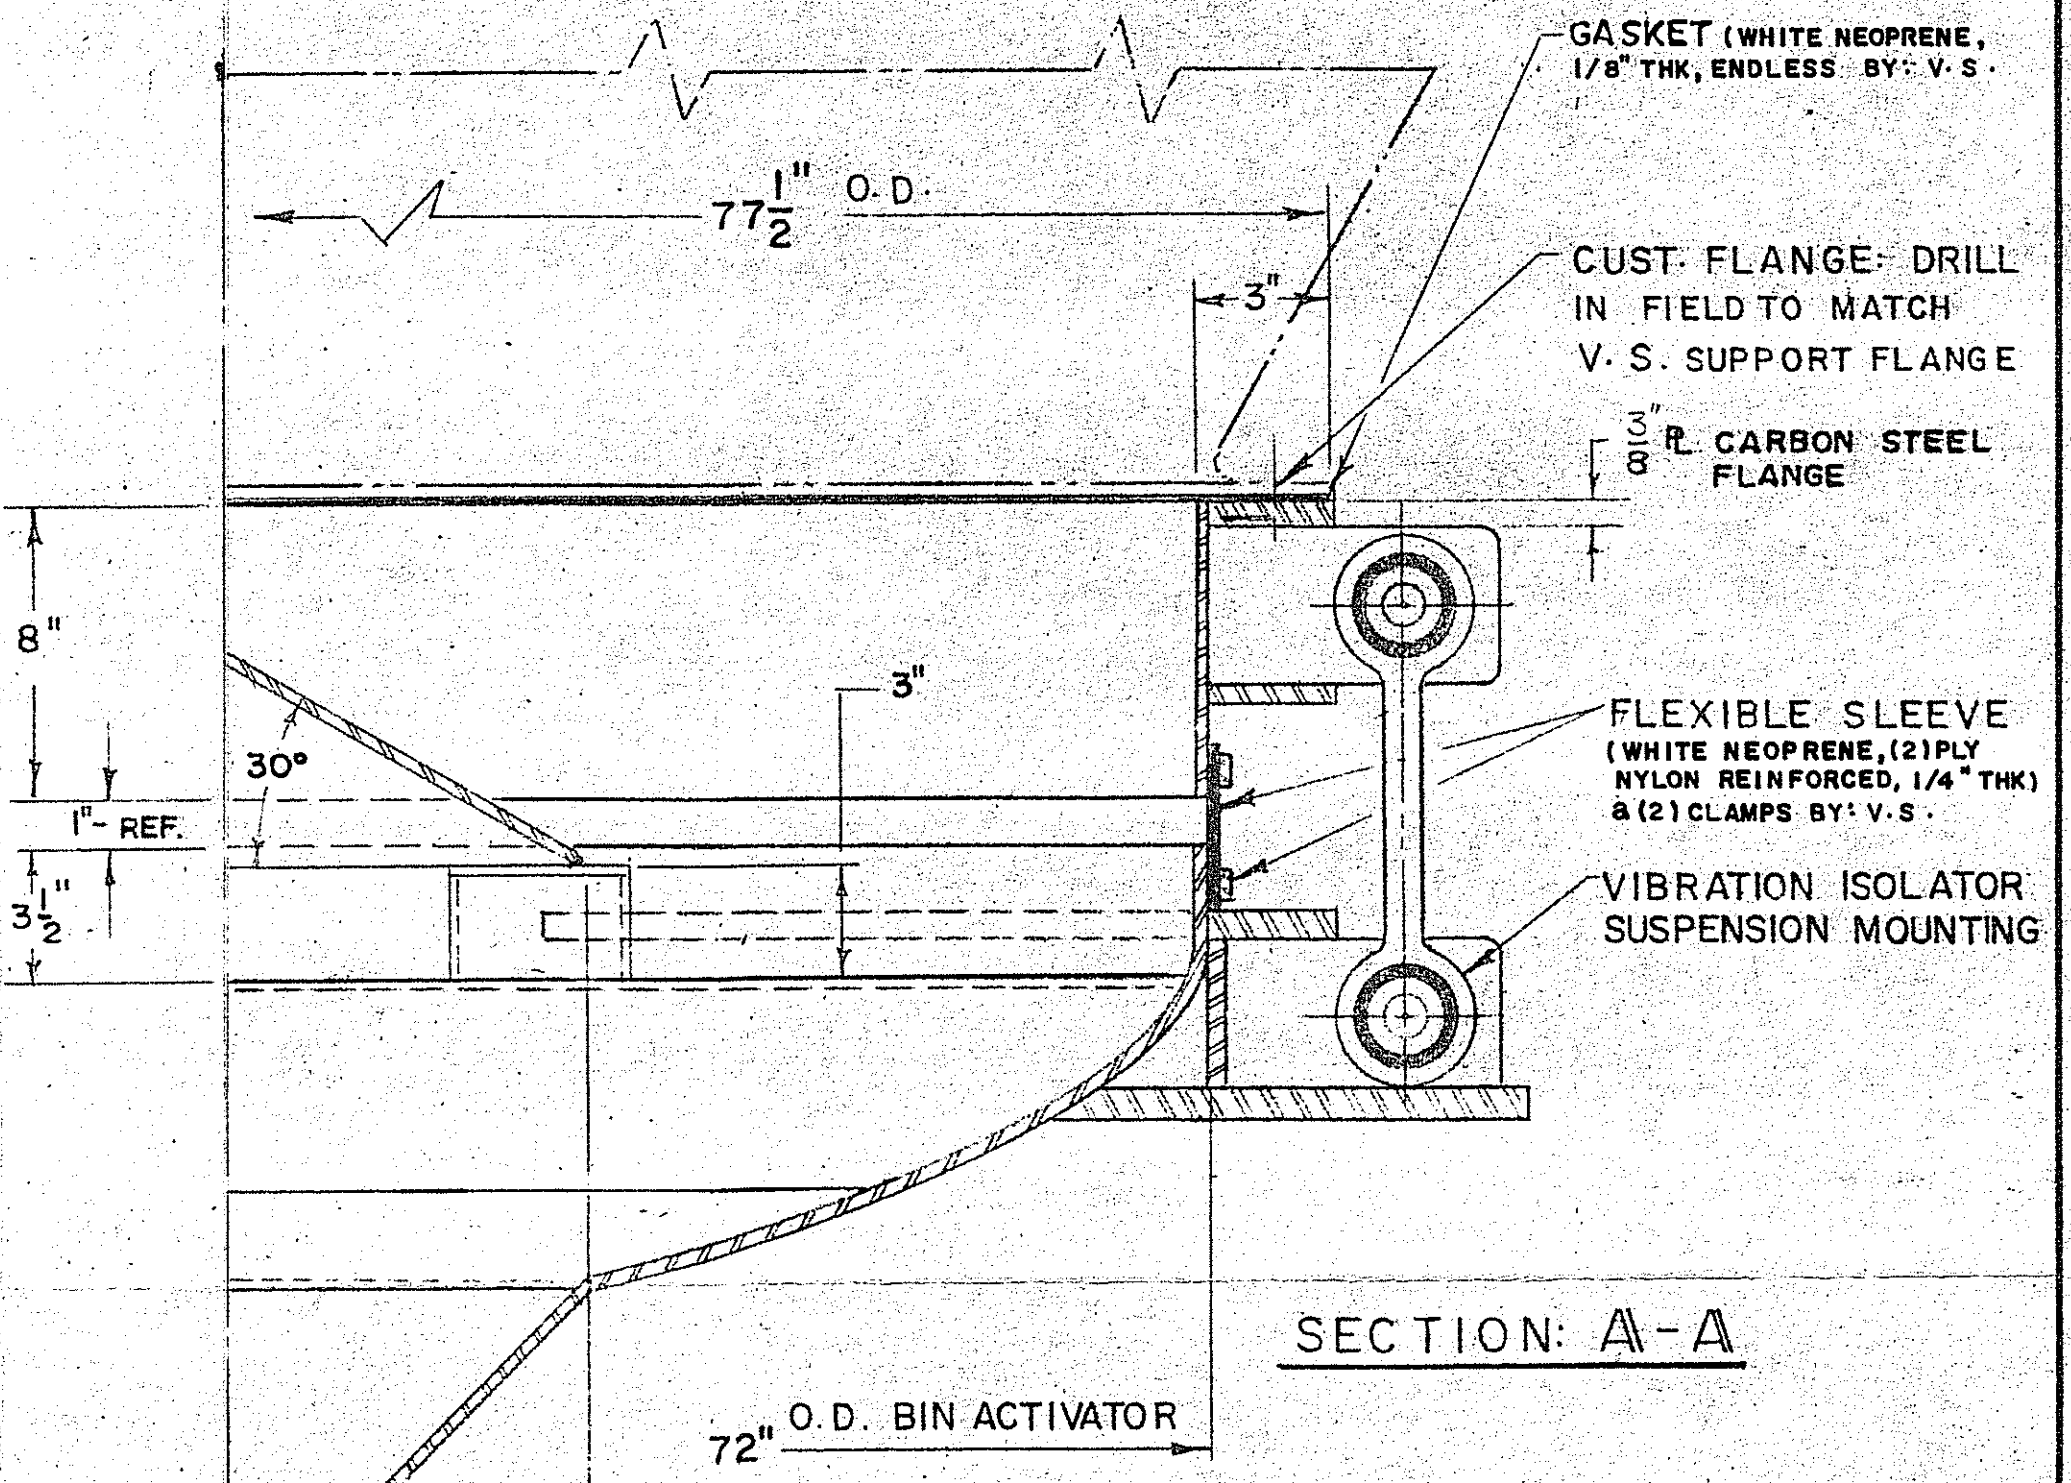 GASKET (WHITE NEOPRENE,
1/8" THK, ENDLESS BY: V. S.
77 1/2" O. D.
3"
CUST. FLANGE: DRILL
IN FIELD TO MATCH
V. S. SUPPORT FLANGE
3/8" PL CARBON STEEL
FLANGE
8"
3"
30°
1"- REF.
3 1/2"
FLEXIBLE SLEEVE
(WHITE NEOPRENE, (2) PLY
NYLON REINFORCED, 1/4" THK)
a (2) CLAMPS BY: V.S.
VIBRATION ISOLATOR
SUSPENSION MOUNTING
SECTION: A-A
72" O. D. BIN ACTIVATOR